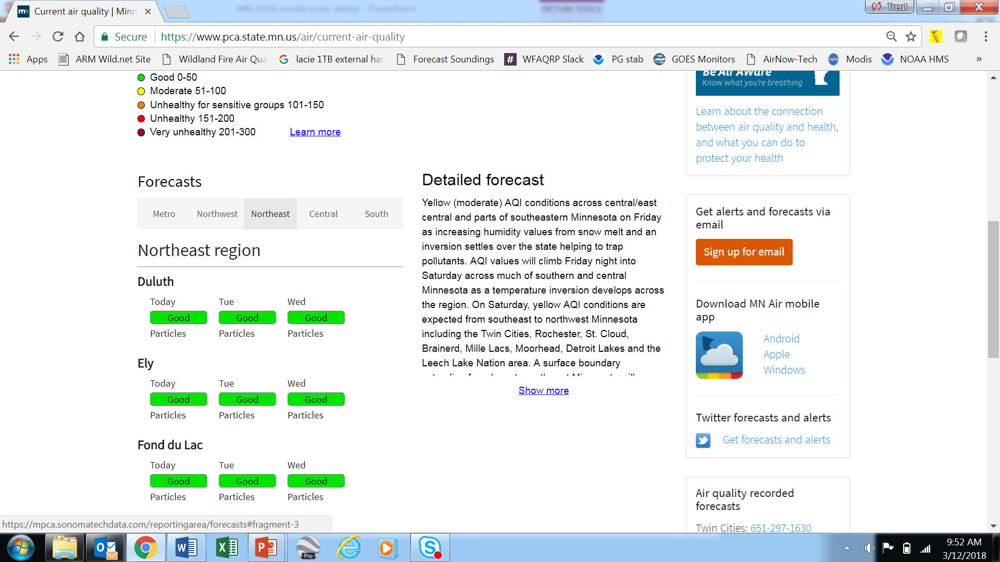 MN-2018-smoke tools wkshp - PowerPoint
PICTURE TOOLS
Trent
Current air quality | Minn
Secure
https://www.pca.state.mn.us/air/current-air-quality
Apps
ARM Wild.net Site
Wildland Fire Air Qua
lacie 1TB external har
Forecast Soundings
WFAQRP Slack
PG stab
GOES Monitors
AirNow-Tech
Modis
NOAA HMS
»
Good 0-50
Moderate 51-100
Unhealthy for sensitive groups 101-150
Unhealthy 151-200
Very unhealthy 201-300
Learn more
Forecasts
Metro Northwest Northeast Central South
Northeast region
Duluth
Today Tue Wed
Good Good Good
Particles Particles Particles
Ely
Today Tue Wed
Good Good Good
Particles Particles Particles
Fond du Lac
Today Tue Wed
Good Good Good
Particles Particles Particles
Detailed forecast
Yellow (moderate) AQI conditions across central/east
central and parts of southeastern Minnesota on Friday
as increasing humidity values from snow melt and an
inversion settles over the state helping to trap
pollutants. AQI values will climb Friday night into
Saturday across much of southern and central
Minnesota as a temperature inversion develops across
the region. On Saturday, yellow AQI conditions are
expected from southeast to northwest Minnesota
including the Twin Cities, Rochester, St. Cloud,
Brainerd, Mille Lacs, Moorhead, Detroit Lakes and the
Leech Lake Nation area. A surface boundary
Show more
Be Air Aware
Know what you're breathing
Learn about the connection
between air quality and health,
and what you can do to
protect your health
Get alerts and forecasts via
email
Sign up for email
Download MN Air mobile
app
Android
Apple
Windows
Twitter forecasts and alerts
Get forecasts and alerts
Air quality recorded
forecasts
Twin Cities: 651-297-1630
https://mpca.sonomatechdata.com/reportingarea/forecasts#fragment-3
Pro
9:52 AM
3/12/2018